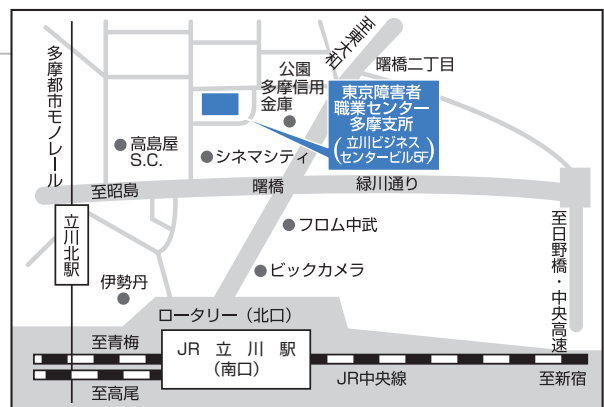 至東大和
多摩都市モノレール
公園
曙橋二丁目
多摩信用
金庫
東京障害者
職業センター
多摩支所
(立川ビジネス
センタービル5F)
高島屋
S.C.
シネマシティ
至昭島
曙橋
緑川通り
立川北駅
フロム中武
至日野橋・中央高速
ビックカメラ
伊勢丹
ロータリー（北口）
至青梅
JR 立川駅
（南口）
JR中央線
至新宿
至高尾